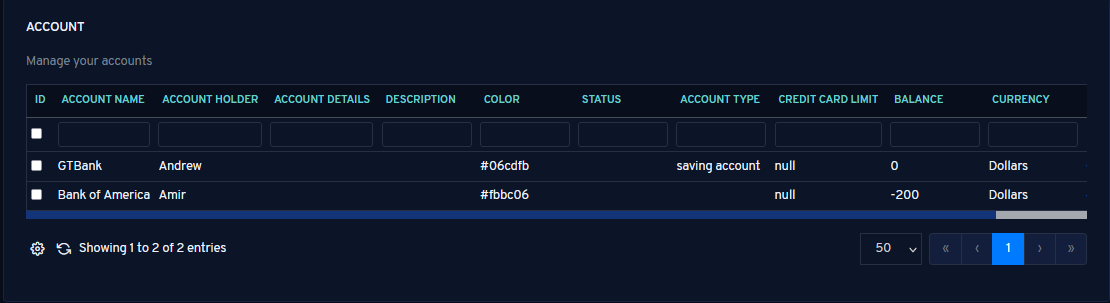 ACCOUNT
Manage your accounts
ID ACCOUNT NAME ACCOUNT HOLDER ACCOUNT DETAILS DESCRIPTION COLOR STATUS ACCOUNT TYPE CREDIT CARD LIMIT BALANCE CURRENCY
GTBank Andrew #06cdfb saving account null 0 Dollars
Bank of America Amir #fbbc06 null -200 Dollars
Showing 1 to 2 of 2 entries 50 « ‹ 1 › »